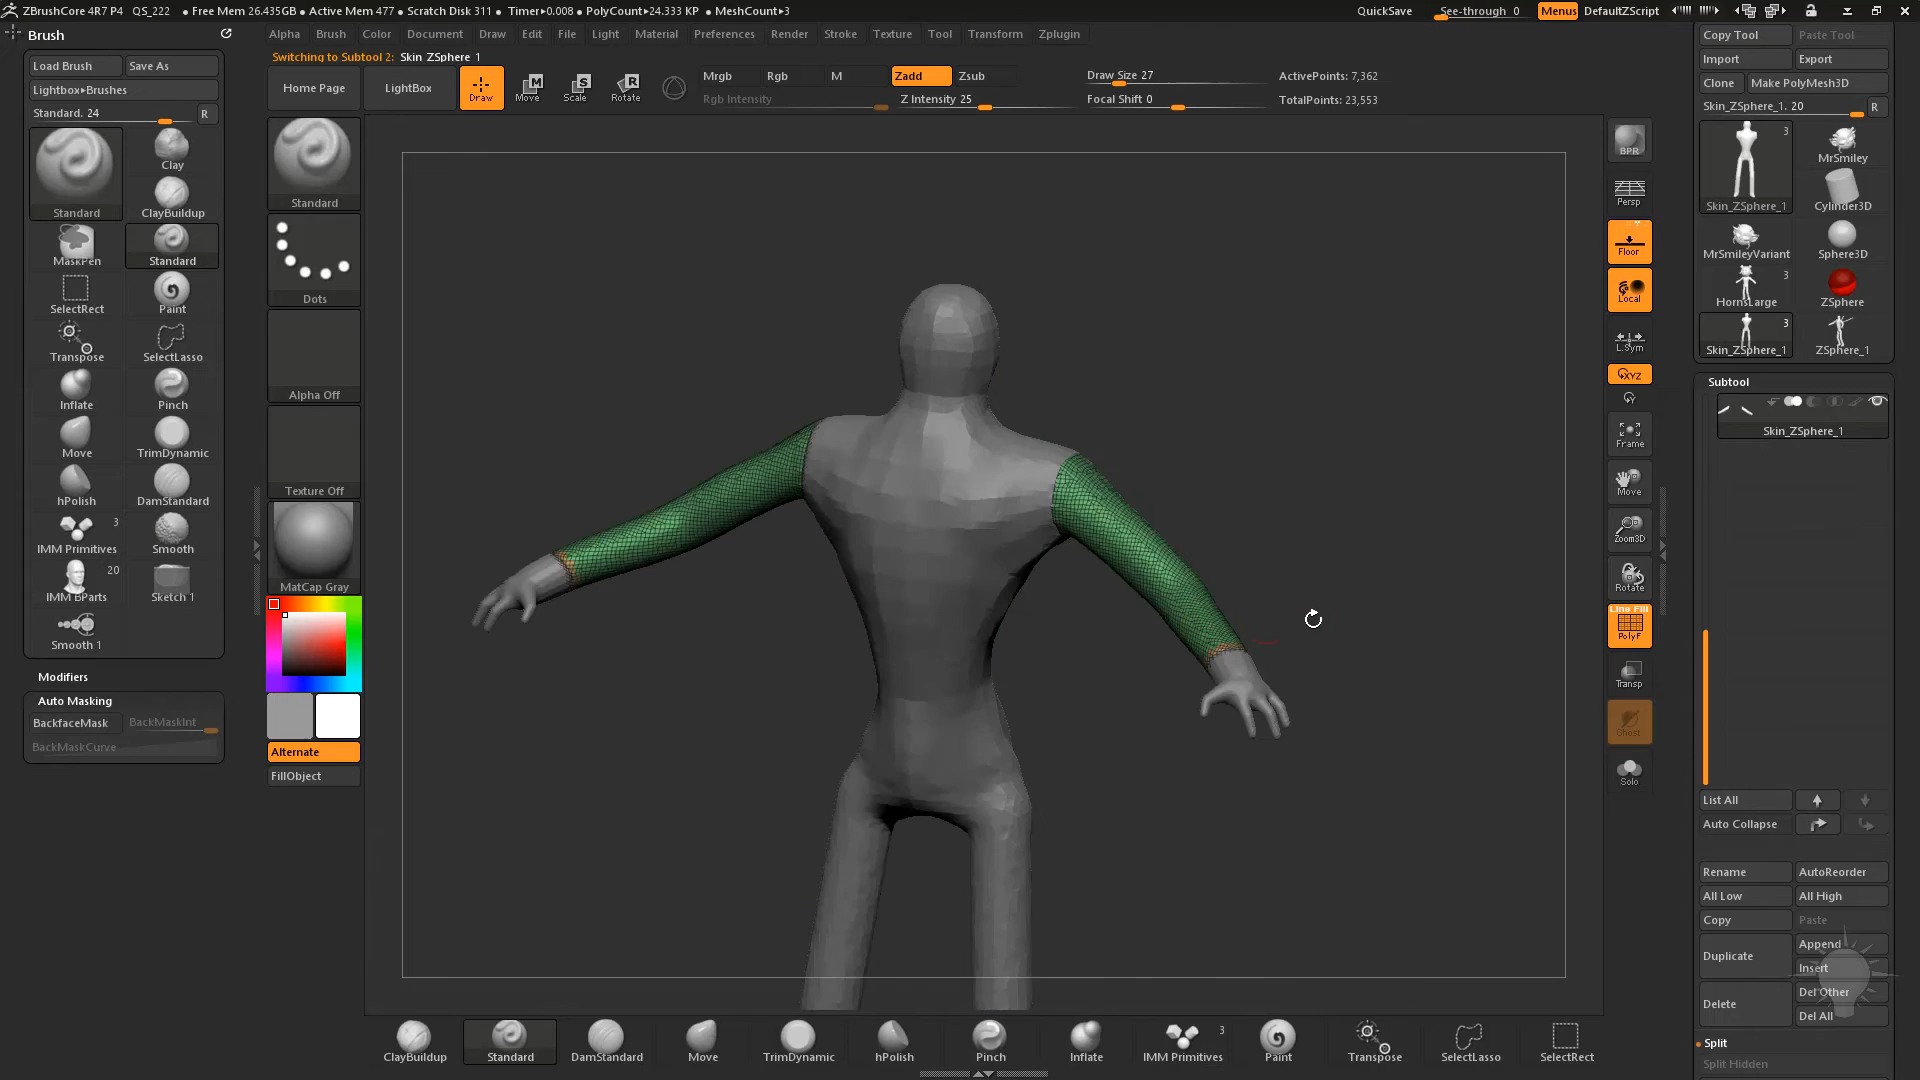 ZBrushCore 4R7 P4 QS_222 • Free Mem 26.435GB • Active Mem 477 • Scratch Disk 311 • Timer▸0.008 • PolyCount▸24.333 KP • MeshCount▸3 QuickSave See-through 0 Menus DefaultZScript
Brush
Alpha Brush Color Document Draw Edit File Light Material Preferences Render Stroke Texture Tool Transform Zplugin
Switching to Subtool 2: Skin_ZSphere_1
Load Brush Save As
Lightbox▸Brushes
Standard. 24 R
Standard
Clay
ClayBuildup
MaskPen
Standard
SelectRect
Paint
Transpose
SelectLasso
Inflate
Pinch
Move
TrimDynamic
hPolish
DamStandard
3
IMM Primitives
Smooth
20
IMM BParts
Sketch 1
Smooth 1
Modifiers
Auto Masking
BackfaceMask BackMaskInt
BackMaskCurve
Home Page LightBox Draw Move Scale Rotate
Mrgb Rgb M Zadd Zsub
Rgb Intensity Z Intensity 25
Draw Size 27
Focal Shift 0
ActivePoints: 7,362
TotalPoints: 23,553
Standard
Dots
Alpha Off
Texture Off
MatCap Gray
Alternate
FillObject
BPR
Persp
Floor
Local
L.Sym
XYZ
Y
Frame
Move
Zoom3D
Rotate
Line Fill
PolyF
Transp
Ghost
Solo
Copy Tool Paste Tool
Import Export
Clone Make PolyMesh3D
Skin_ZSphere_1. 20 R
3
Skin_ZSphere_1
MrSmiley
Cylinder3D
MrSmileyVariant
Sphere3D
3
HornsLarge
ZSphere
3
Skin_ZSphere_1
ZSphere_1
Subtool
Skin_ZSphere_1
List All
Auto Collapse
Rename AutoReorder
All Low All High
Copy Paste
Duplicate Append
Insert
Delete Del Other
Del All
Split
Split Hidden
ClayBuildup Standard DamStandard Move TrimDynamic hPolish Pinch Inflate IMM Primitives 3 Paint Transpose SelectLasso SelectRect